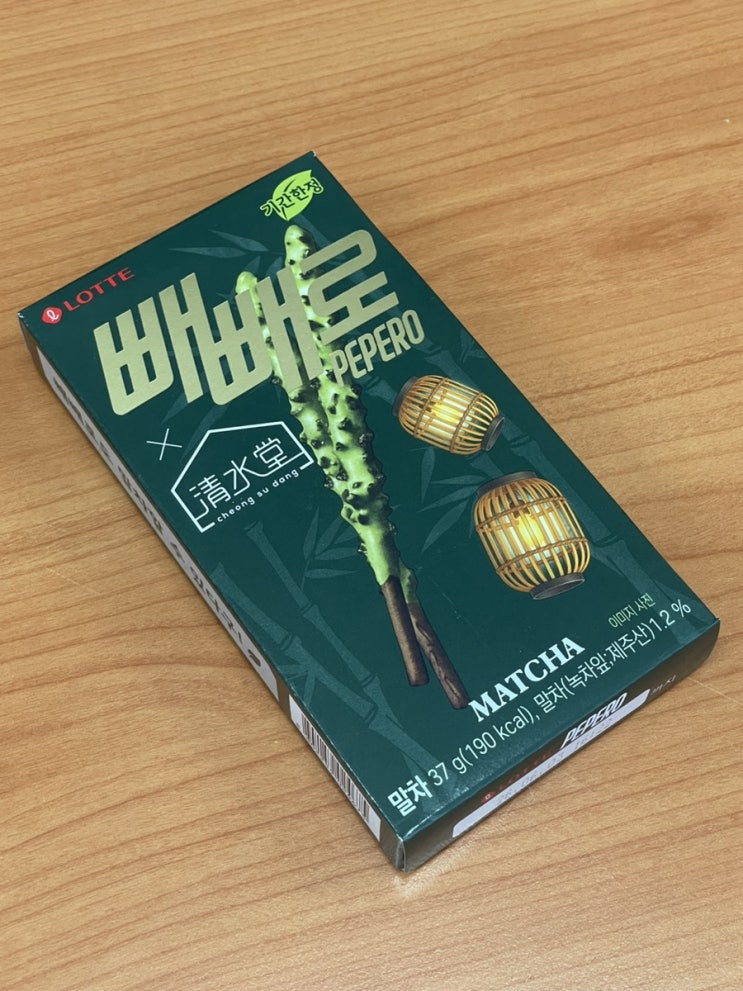 기간한정
LOTTE
빼빼로
PEPERO
×
清水堂
cheong su dang
이미지 사진
MATCHA
말차 37 g(190 kcal), 말차(녹차잎;제주산)1.2 %
PEPERO